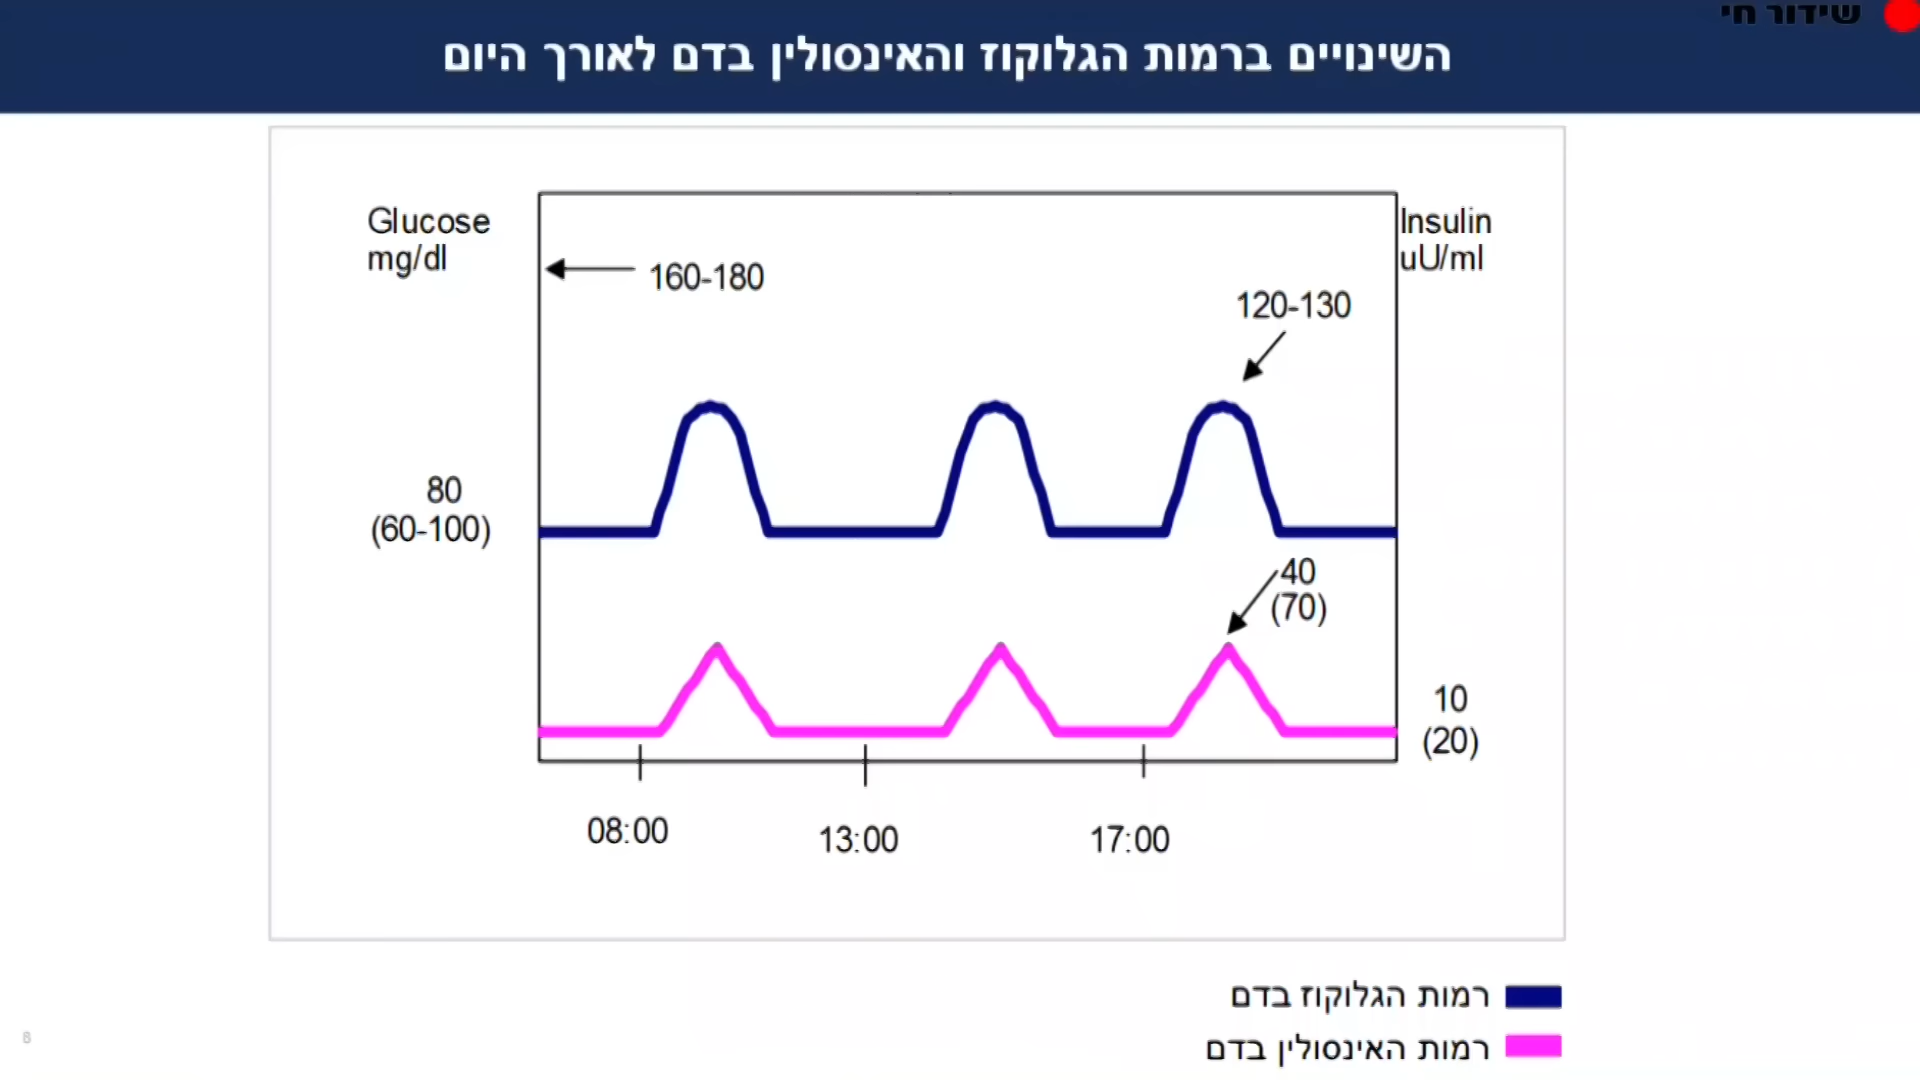 שידור חי
השינויים ברמות הגלוקוז והאינסולין בדם לאורך היום
Glucose
mg/dl
160-180
Insulin
uU/ml
120-130
80
(60-100)
40
(70)
10
(20)
08:00
13:00
17:00
רמות הגלוקוז בדם
רמות האינסולין בדם
8